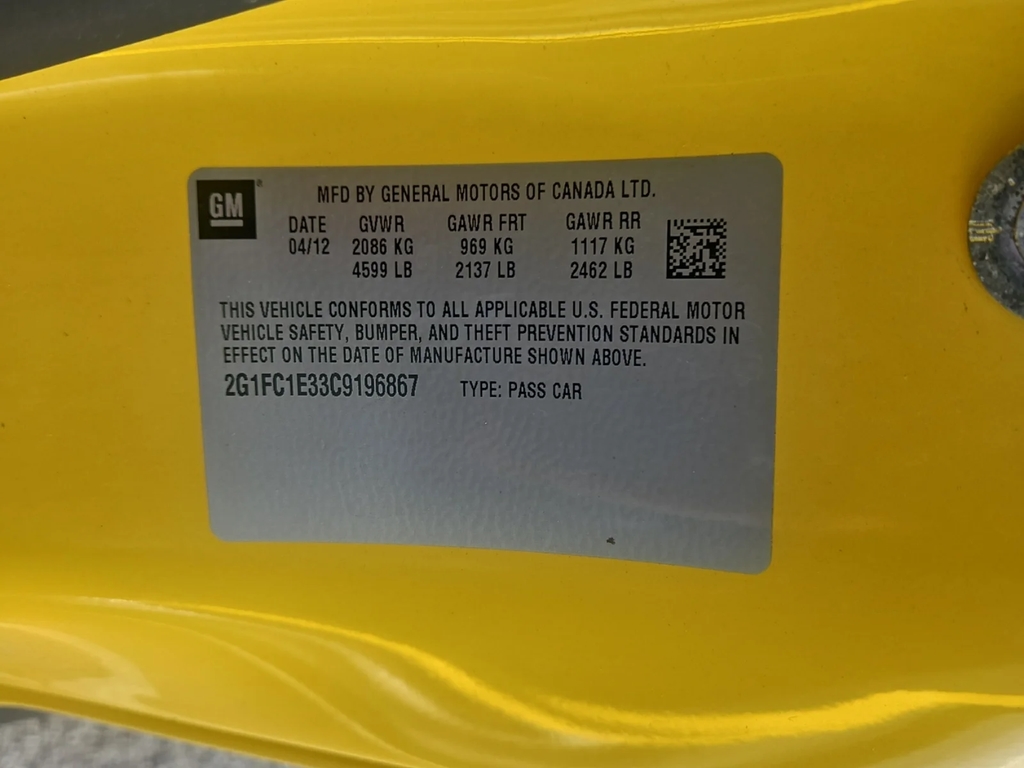 GM
MFD BY GENERAL MOTORS OF CANADA LTD.
DATE GVWR GAWR FRT GAWR RR
04/12 2086 KG 969 KG 1117 KG
4599 LB 2137 LB 2462 LB
THIS VEHICLE CONFORMS TO ALL APPLICABLE U.S. FEDERAL MOTOR
VEHICLE SAFETY, BUMPER, AND THEFT PREVENTION STANDARDS IN
EFFECT ON THE DATE OF MANUFACTURE SHOWN ABOVE.
2G1FC1E33C9196867 TYPE: PASS CAR